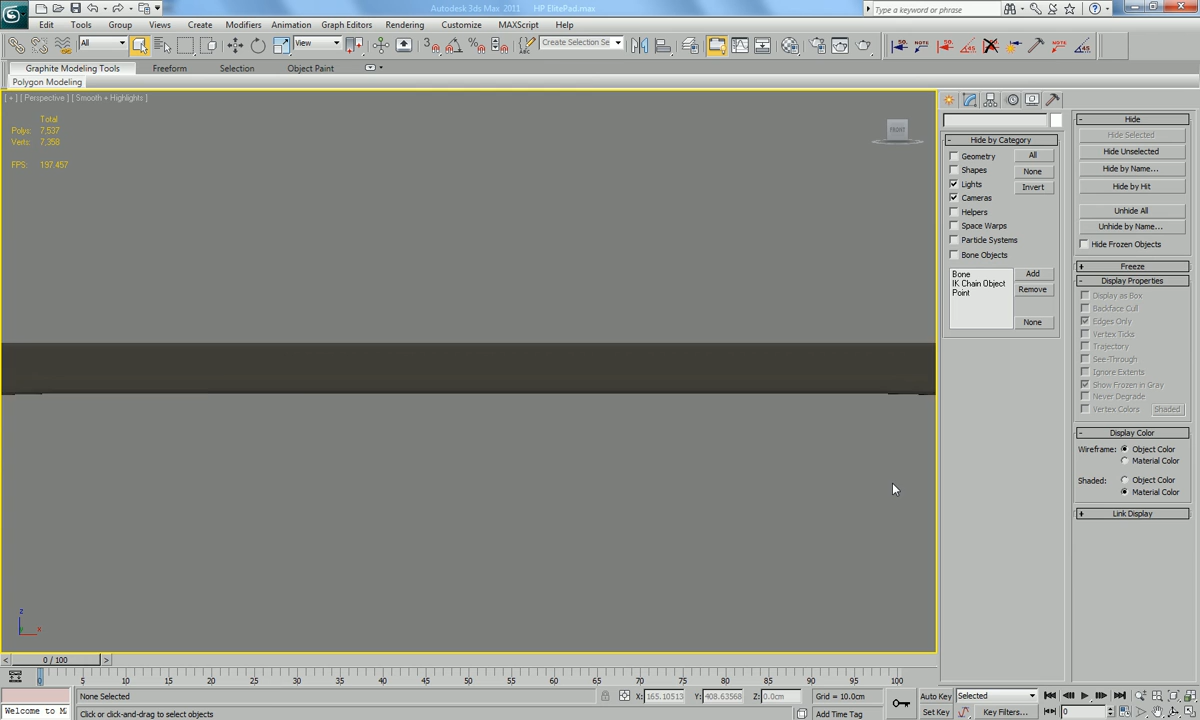 Autodesk 3ds Max 2011 HP ElitePad.max
Type a keyword or phrase
Edit Tools Group Views Create Modifiers Animation Graph Editors Rendering Customize MAXScript Help
All
View
Create Selection Se
Graphite Modeling Tools Freeform Selection Object Paint
Polygon Modeling
[ + ] [ Perspective ] [ Smooth + Highlights ]
Total
Polys: 7,537
Verts: 7,358
FPS: 197.457
FRONT
Hide by Category
Geometry
Shapes
Lights
Cameras
Helpers
Space Warps
Particle Systems
Bone Objects
All
None
Invert
Bone
IK Chain Object
Point
Add
Remove
None
Hide
Hide Selected
Hide Unselected
Hide by Name...
Hide by Hit
Unhide All
Unhide by Name...
Hide Frozen Objects
Freeze
Display Properties
Display as Box
Backface Cull
Edges Only
Vertex Ticks
Trajectory
See-Through
Ignore Extents
Show Frozen in Gray
Never Degrade
Vertex Colors Shaded
Display Color
Wireframe: Object Color
Material Color
Shaded: Object Color
Material Color
Link Display
z
x
< 0 / 100 >
0 5 10 15 20 25 30 35 40 45 50 55 60 65 70 75 80 85 90 95 100
None Selected
X: 165.10513 Y: 408.63568 Z: 0.0cm
Grid = 10.0cm
Auto Key Selected
Welcome to M
Click or click-and-drag to select objects
Add Time Tag
Set Key Key Filters...
0